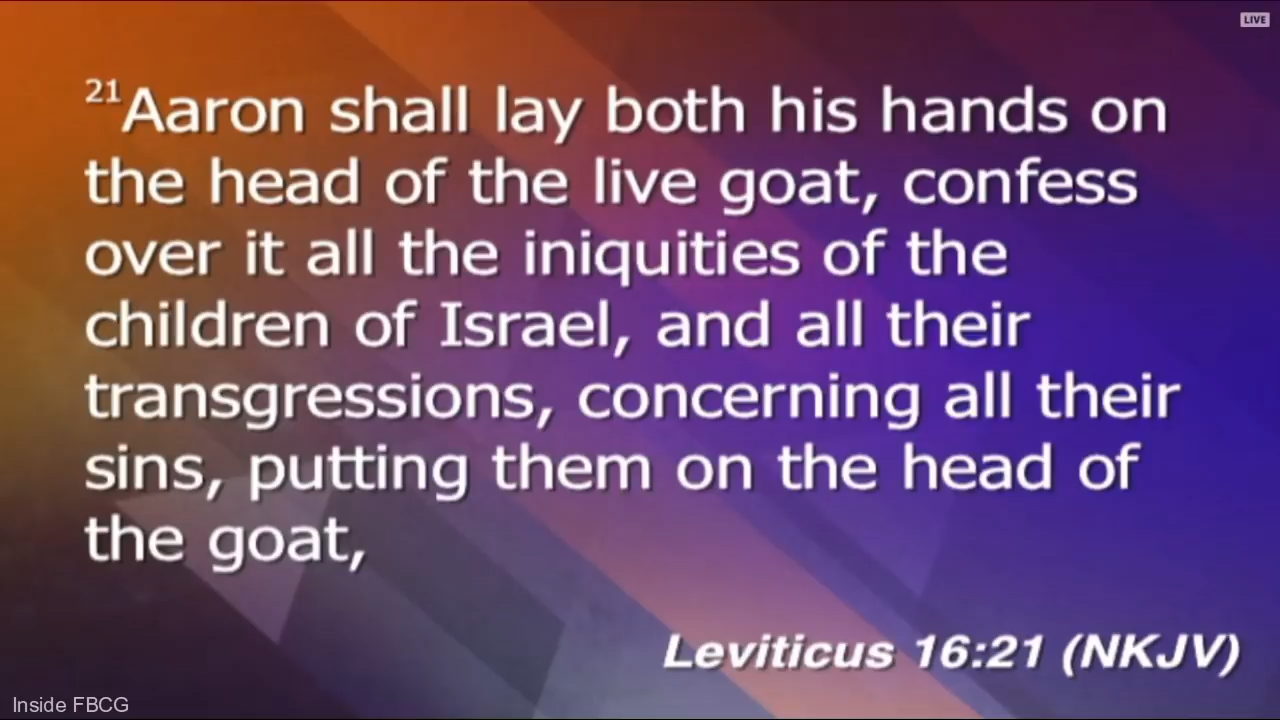 LIVE
21Aaron shall lay both his hands on
the head of the live goat, confess
over it all the iniquities of the
children of Israel, and all their
transgressions, concerning all their
sins, putting them on the head of
the goat,
Leviticus 16:21 (NKJV)
Inside FBCG